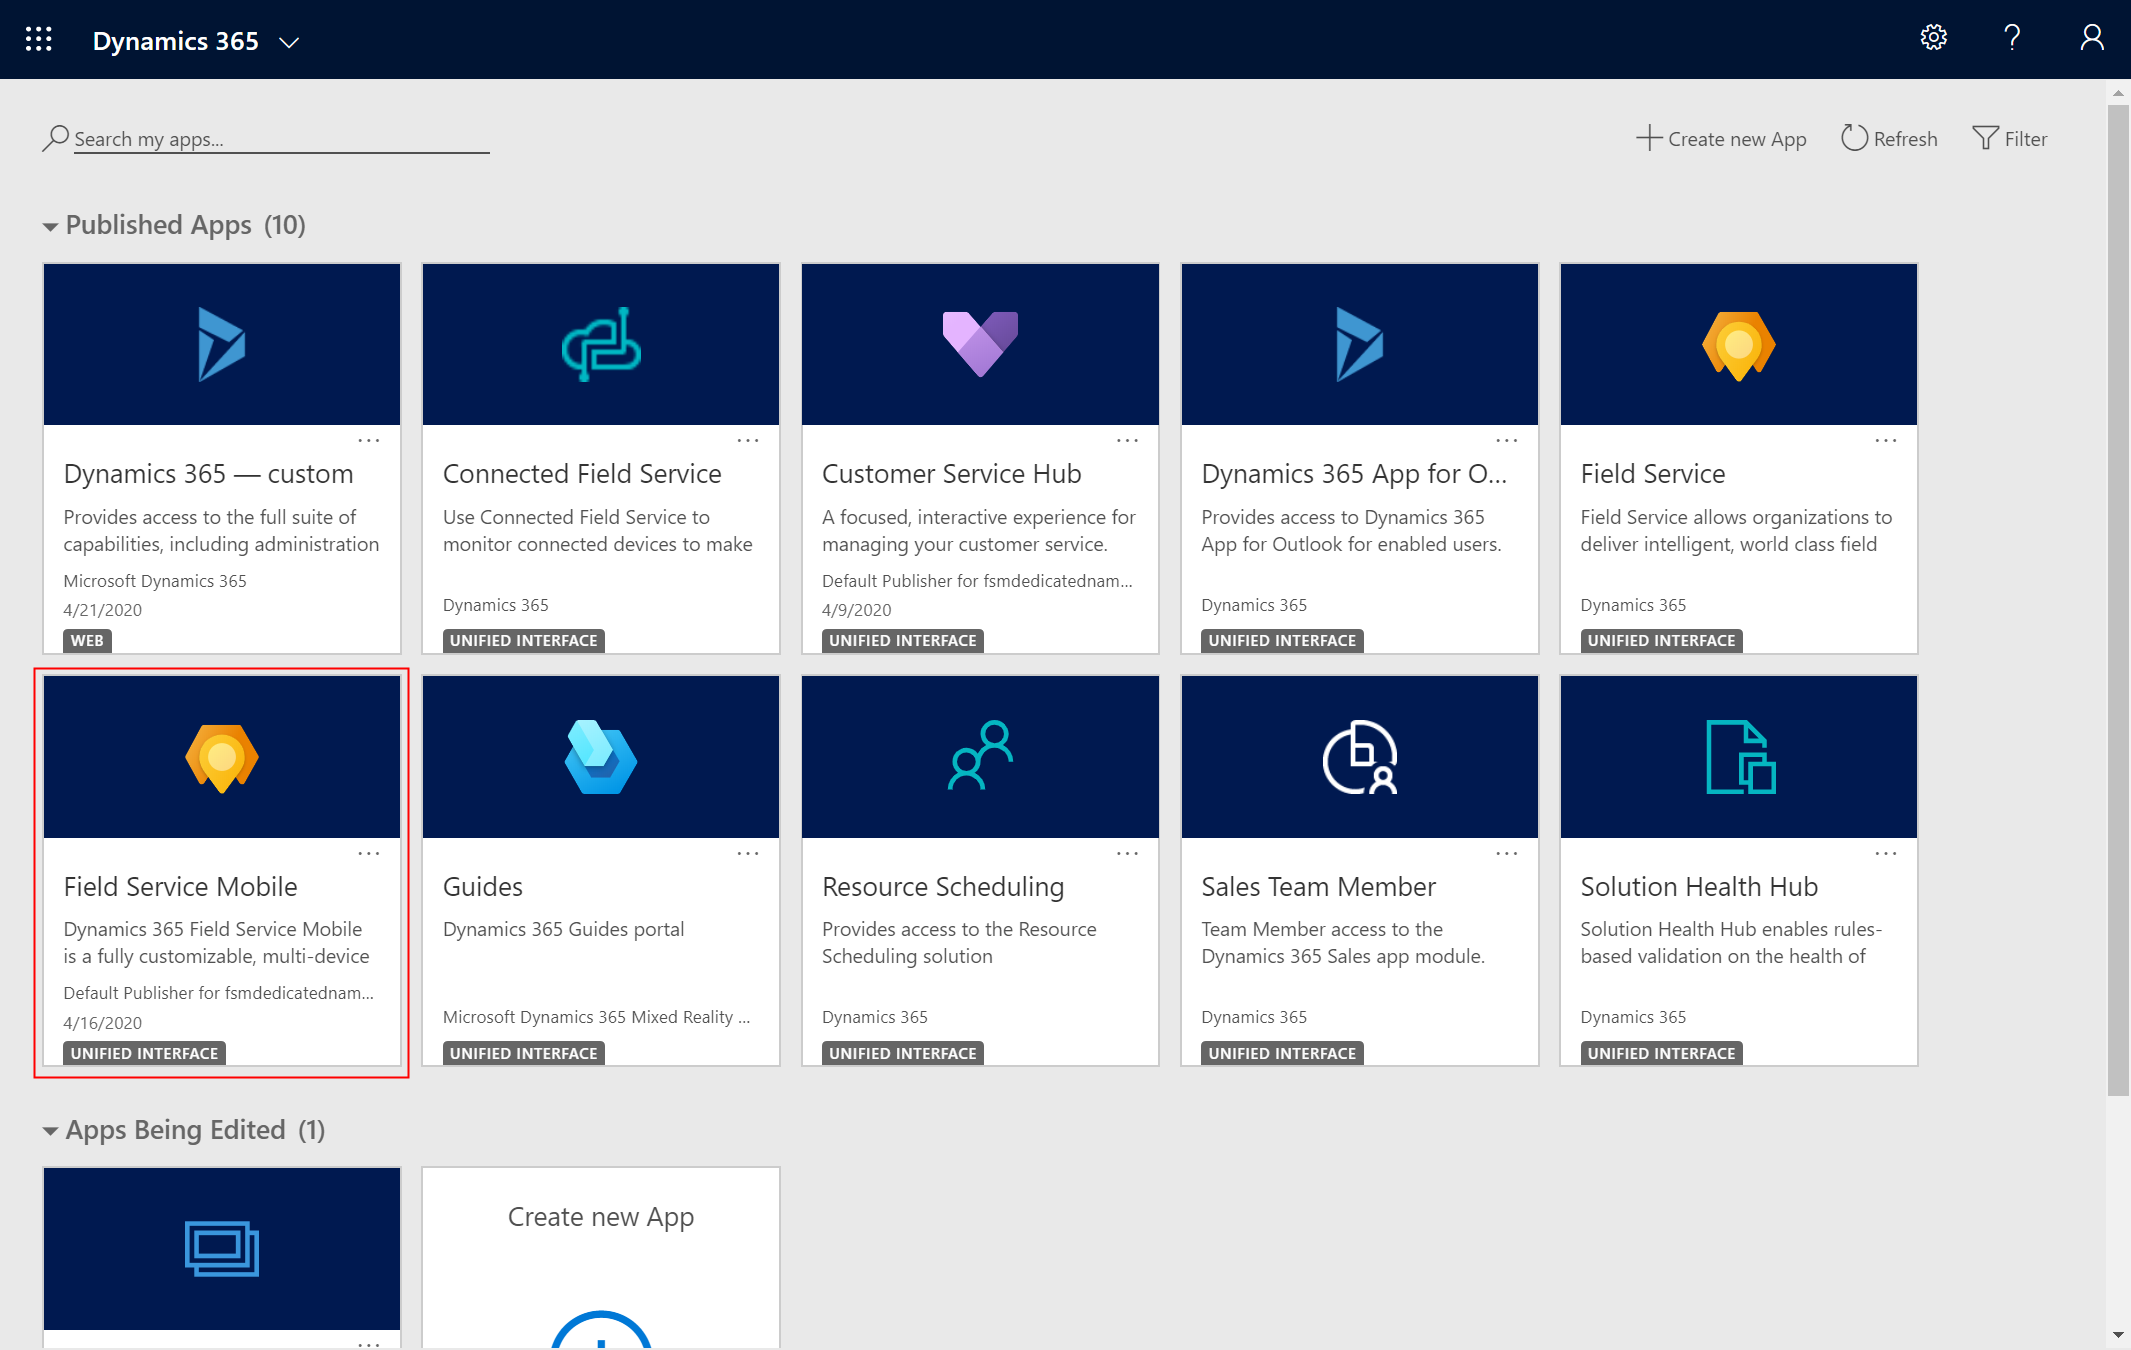 Dynamics 365
Search my apps...
Create new App
Refresh
Filter
Published Apps (10)
Dynamics 365 — custom
Provides access to the full suite of
capabilities, including administration
Microsoft Dynamics 365
4/21/2020
WEB
Connected Field Service
Use Connected Field Service to
monitor connected devices to make
Dynamics 365
UNIFIED INTERFACE
Customer Service Hub
A focused, interactive experience for
managing your customer service.
Default Publisher for fsmdedicatednam...
4/9/2020
UNIFIED INTERFACE
Dynamics 365 App for O...
Provides access to Dynamics 365
App for Outlook for enabled users.
Dynamics 365
UNIFIED INTERFACE
Field Service
Field Service allows organizations to
deliver intelligent, world class field
Dynamics 365
UNIFIED INTERFACE
Field Service Mobile
Dynamics 365 Field Service Mobile
is a fully customizable, multi-device
Default Publisher for fsmdedicatednam...
4/16/2020
UNIFIED INTERFACE
Guides
Dynamics 365 Guides portal
Microsoft Dynamics 365 Mixed Reality ...
UNIFIED INTERFACE
Resource Scheduling
Provides access to the Resource
Scheduling solution
Dynamics 365
UNIFIED INTERFACE
Sales Team Member
Team Member access to the
Dynamics 365 Sales app module.
Dynamics 365
UNIFIED INTERFACE
Solution Health Hub
Solution Health Hub enables rules-
based validation on the health of
Dynamics 365
UNIFIED INTERFACE
Apps Being Edited (1)
Create new App